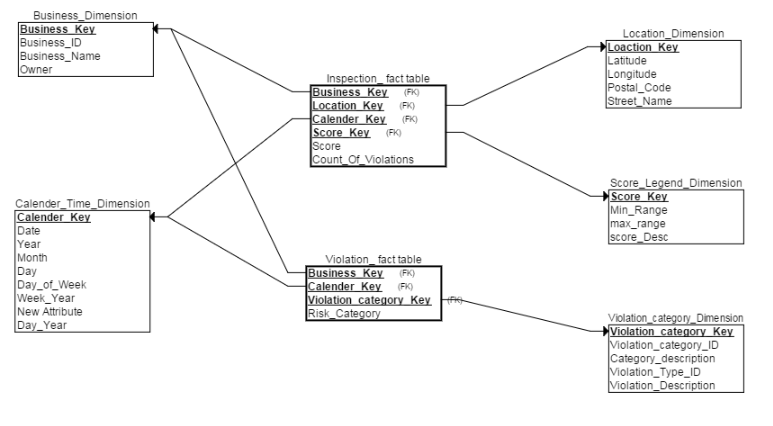 Business_Dimension
Business_Key
Business_ID
Business_Name
Owner
Inspection_ fact table
Business_Key (FK)
Location_Key (FK)
Calender_Key (FK)
Score_Key (FK)
Score
Count_Of_Violations
Location_Dimension
Loaction_Key
Latitude
Longitude
Postal_Code
Street_Name
Score_Legend_Dimension
Score_Key
Min_Range
max_range
score_Desc
Calender_Time_Dimension
Calender_Key
Date
Year
Month
Day
Day_of_Week
Week_Year
New Attribute
Day_Year
Violation_ fact table
Business_Key (FK)
Calender_Key (FK)
Violation_category_Key (FK)
Risk_Category
Violation_category_Dimension
Violation_category_Key
Violation_category_ID
Category_description
Violation_Type_ID
Violation_Description